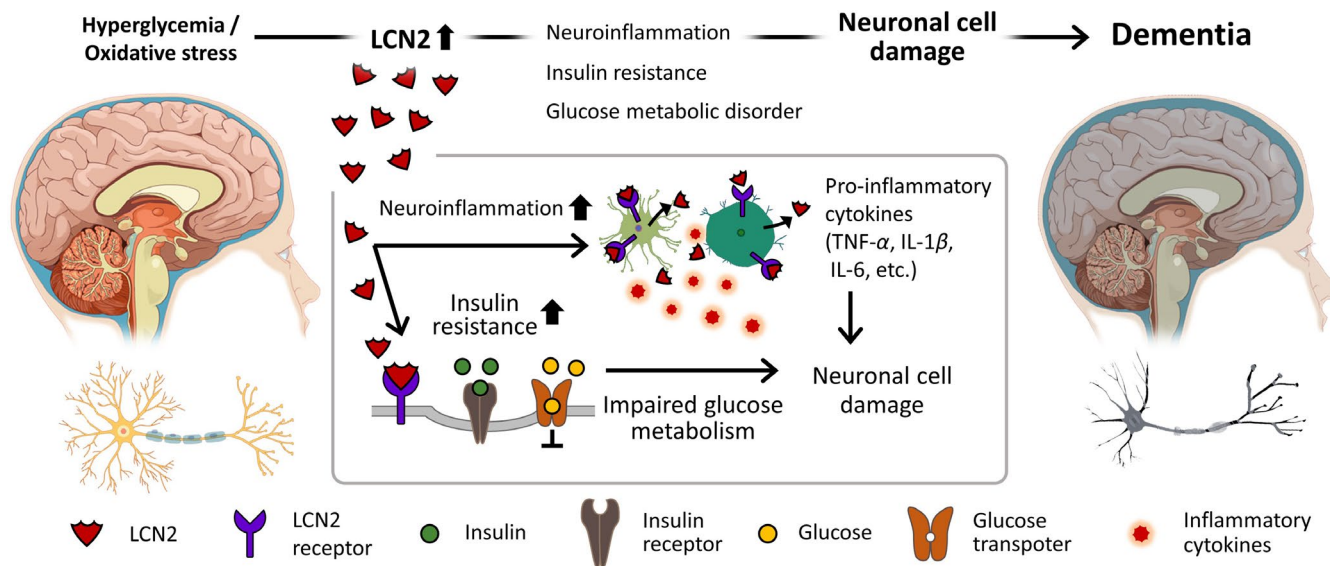 Hyperglycemia /
Oxidative stress
LCN2
Neuroinflammation
Insulin resistance
Glucose metabolic disorder
Neuronal cell
damage
Dementia
Neuroinflammation
Pro-inflammatory
cytokines
(TNF-α, IL-1β,
IL-6, etc.)
Insulin
resistance
Impaired glucose
metabolism
Neuronal cell
damage
LCN2
LCN2
receptor
Insulin
Insulin
receptor
Glucose
Glucose
transpoter
Inflammatory
cytokines